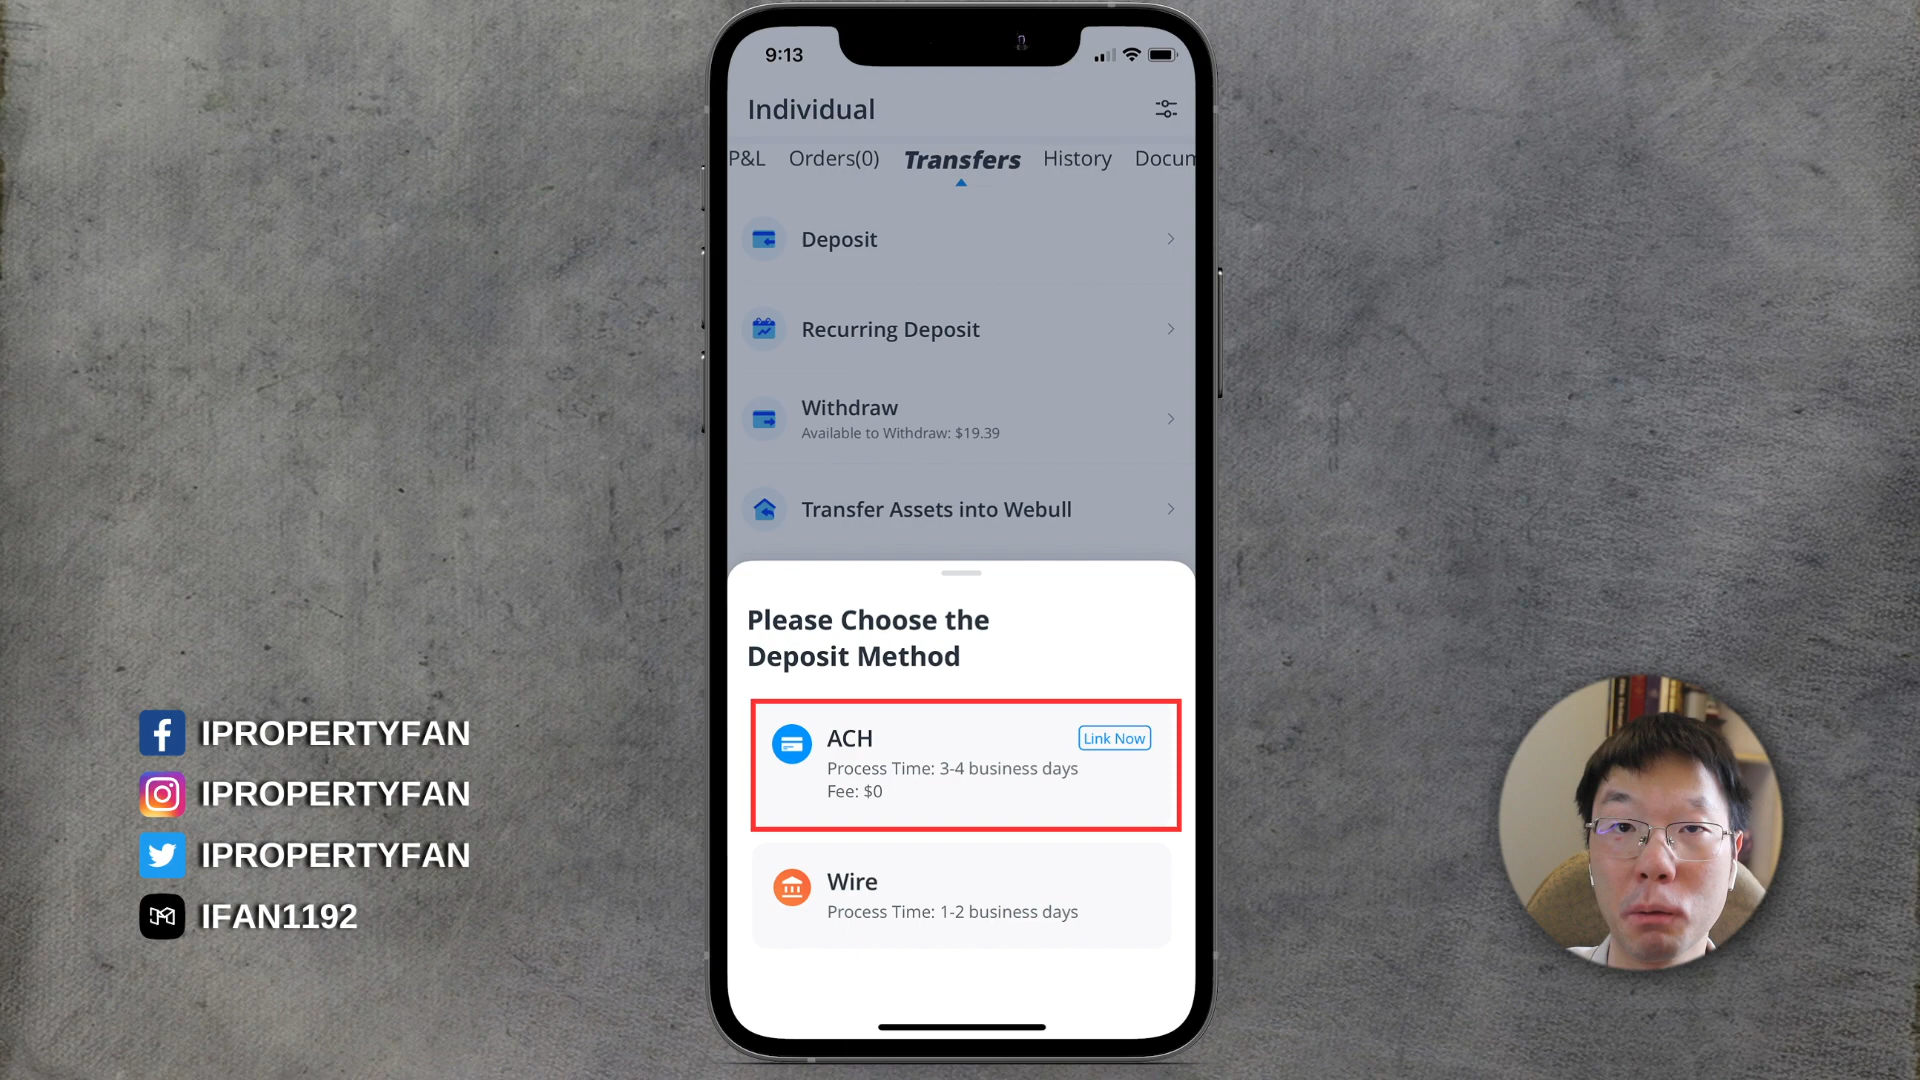 9:13
Individual
P&L Orders(0) Transfers History Docum
Deposit
Recurring Deposit
Withdraw
Available to Withdraw: $19.39
Transfer Assets into Webull
Please Choose the
Deposit Method
ACH Link Now
Process Time: 3-4 business days
Fee: $0
Wire
Process Time: 1-2 business days
IPROPERTYFAN
IPROPERTYFAN
IPROPERTYFAN
IFAN1192